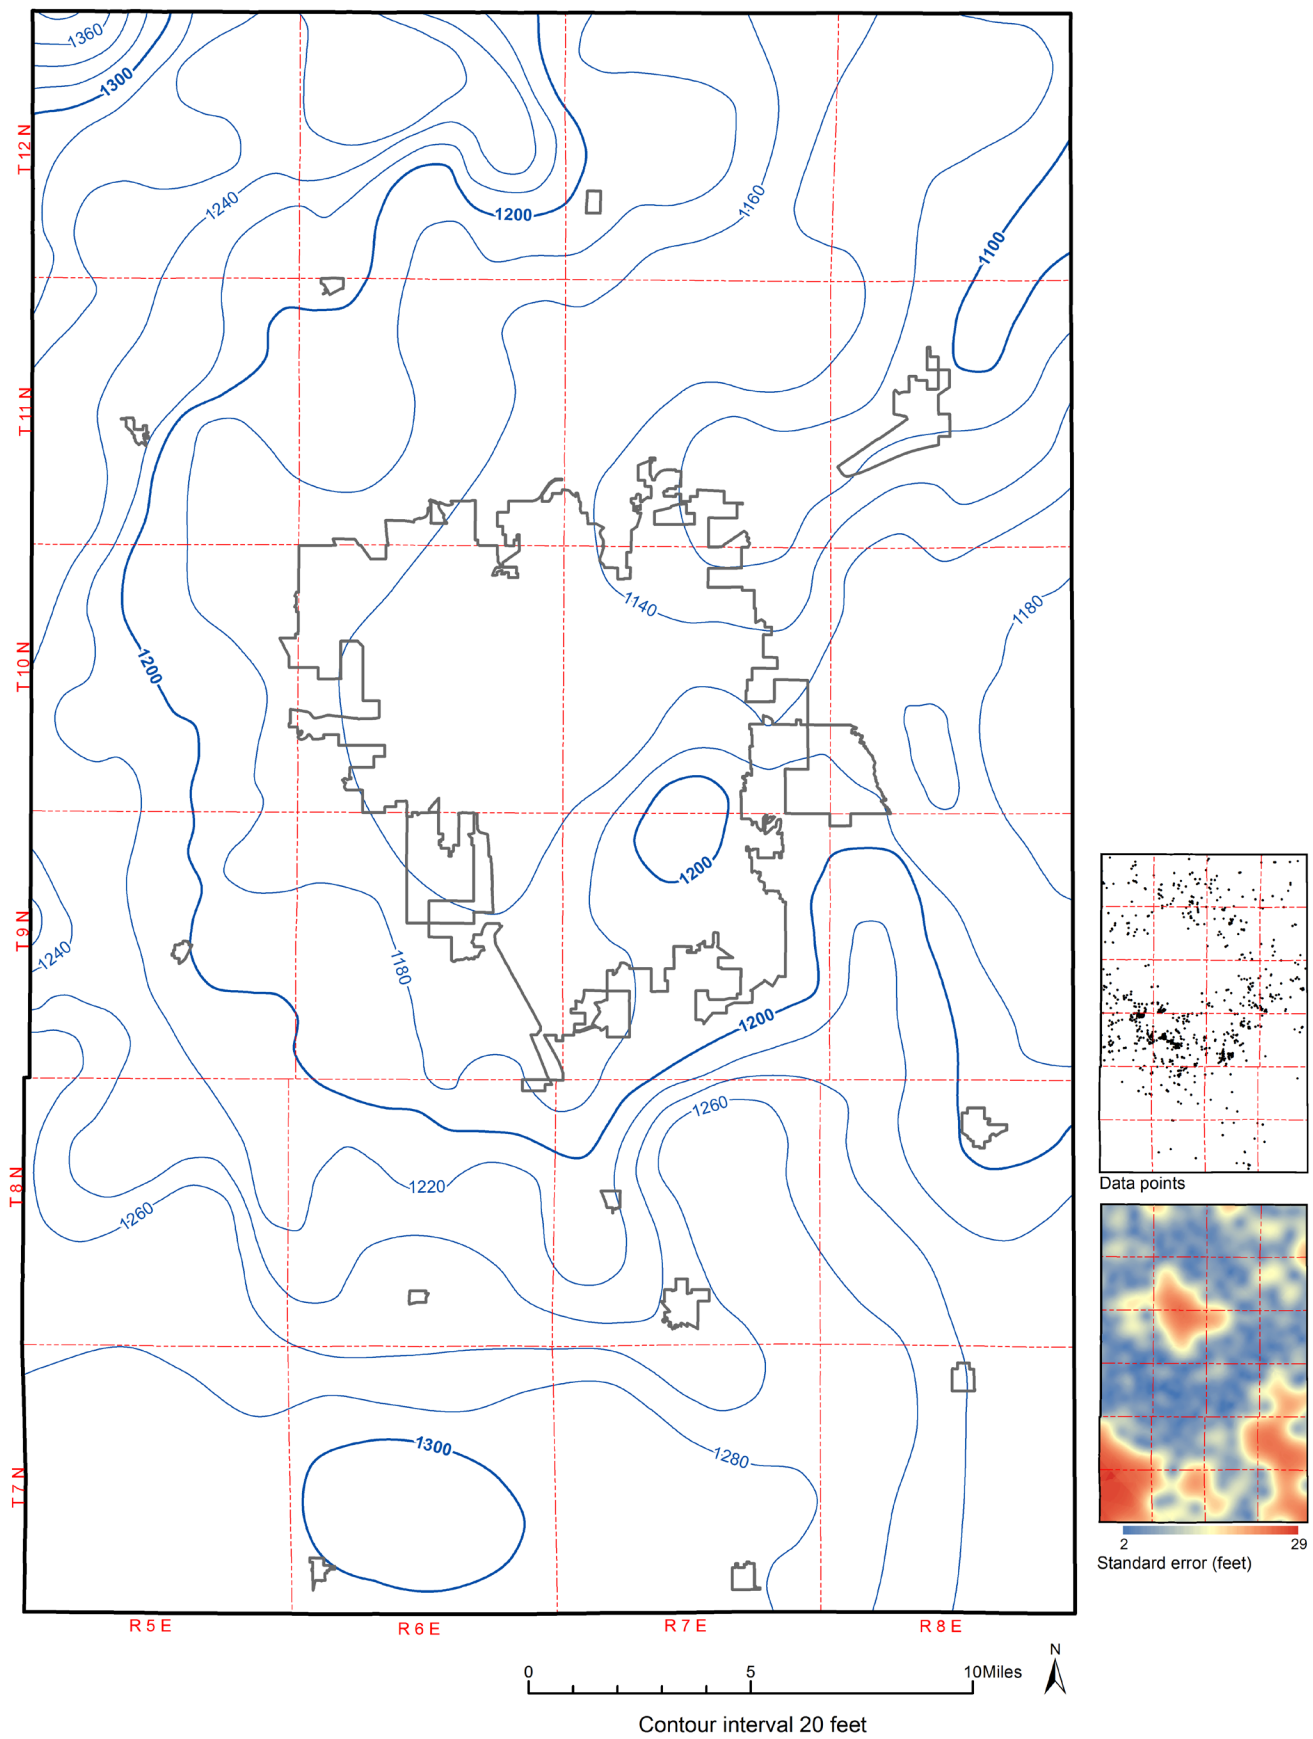 1360
1300
T 12 N
1240
1200
1160
1100
T 11 N
1140
1180
T 10 N
1200
1200
T 9 N
1240
1180
1200
1260
T 8 N
1220
1260
Data points
1300
1280
T 7 N
2 29
Standard error (feet)
R 5 E R 6 E R 7 E R 8 E
N
0 5 10Miles
Contour interval 20 feet